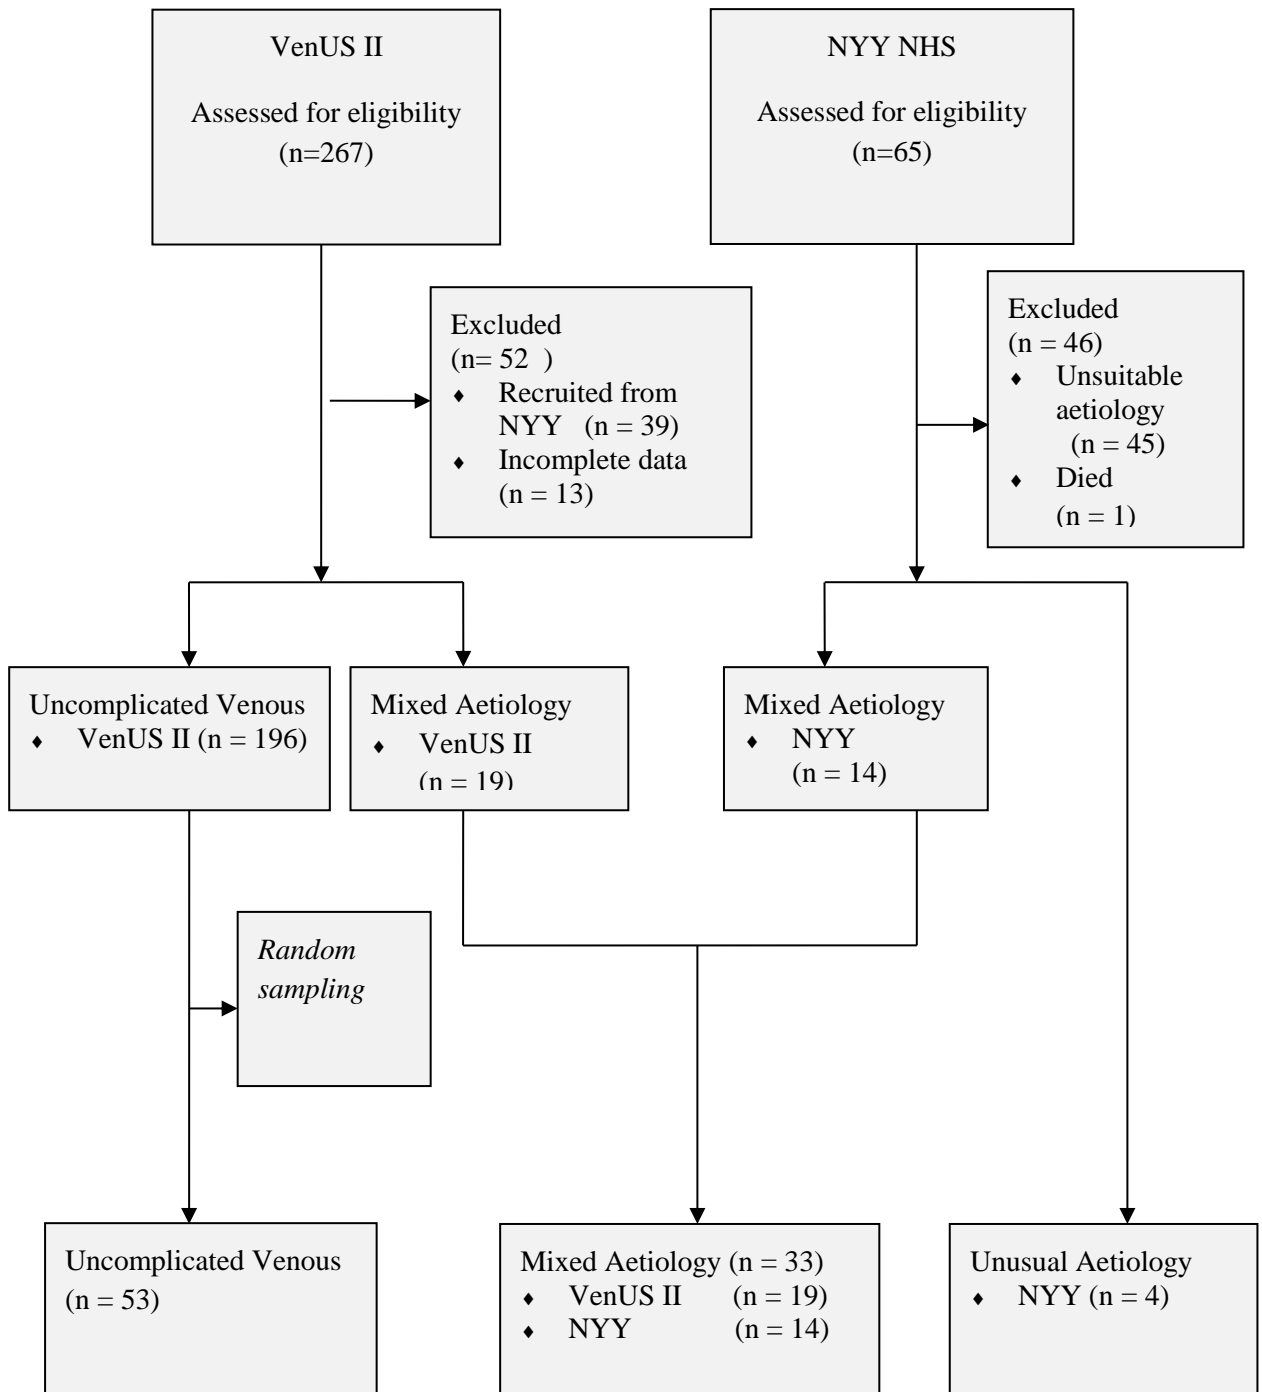 VenUS II
Assessed for eligibility
(n=267)
NYY NHS
Assessed for eligibility
(n=65)
Excluded
(n= 52  )
♦ Recruited from
NYY (n = 39)
♦ Incomplete data
(n = 13)
Excluded
(n = 46)
♦ Unsuitable
aetiology
(n = 45)
♦ Died
(n = 1)
Uncomplicated Venous
♦ VenUS II (n = 196)
Mixed Aetiology
♦ VenUS II
(n = 19)
Mixed Aetiology
♦ NYY
(n = 14)
Random
sampling
Uncomplicated Venous
(n = 53)
Mixed Aetiology (n = 33)
♦ VenUS II (n = 19)
♦ NYY (n = 14)
Unusual Aetiology
♦ NYY (n = 4)